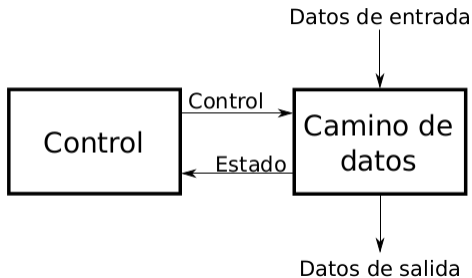 Datos de entrada
Control
Control
Camino de
datos
Estado
Datos de salida